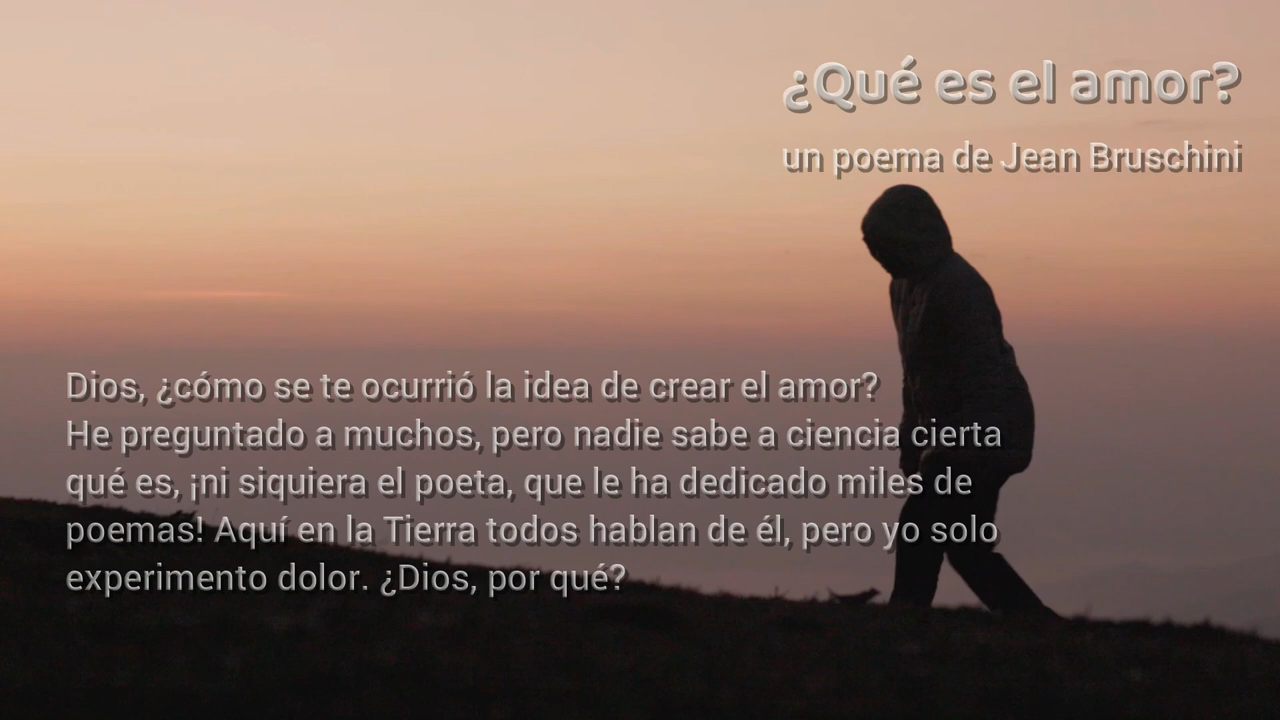 ¿Qué es el amor?
un poema de Jean Bruschini
Dios, ¿cómo se te ocurrió la idea de crear el amor?
He preguntado a muchos, pero nadie sabe a ciencia cierta
qué es, ¡ni siquiera el poeta, que le ha dedicado miles de
poemas! Aquí en la Tierra todos hablan de él, pero yo solo
experimento dolor. ¿Dios, por qué?